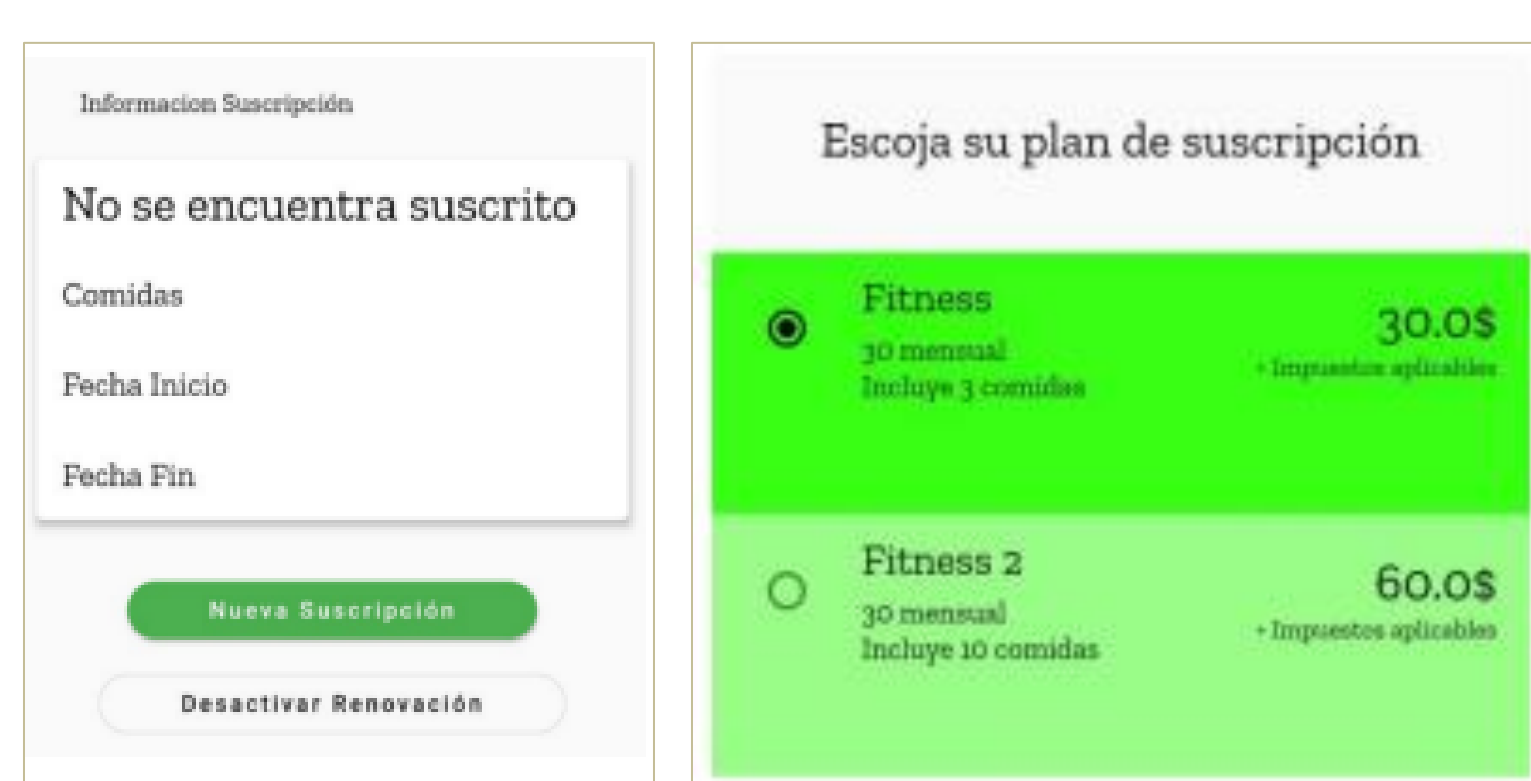 Informacion Suscripción
No se encuentra suscrito
Comidas
Fecha Inicio
Fecha Fin
Nueva Suscripción
Desactivar Renovación
Escoja su plan de suscripción
Fitness
30 mensual
Incluye 3 comidas
30.0$
+ Impuestos aplicables
Fitness 2
30 mensual
Incluye 10 comidas
60.0$
+ Impuestos aplicables